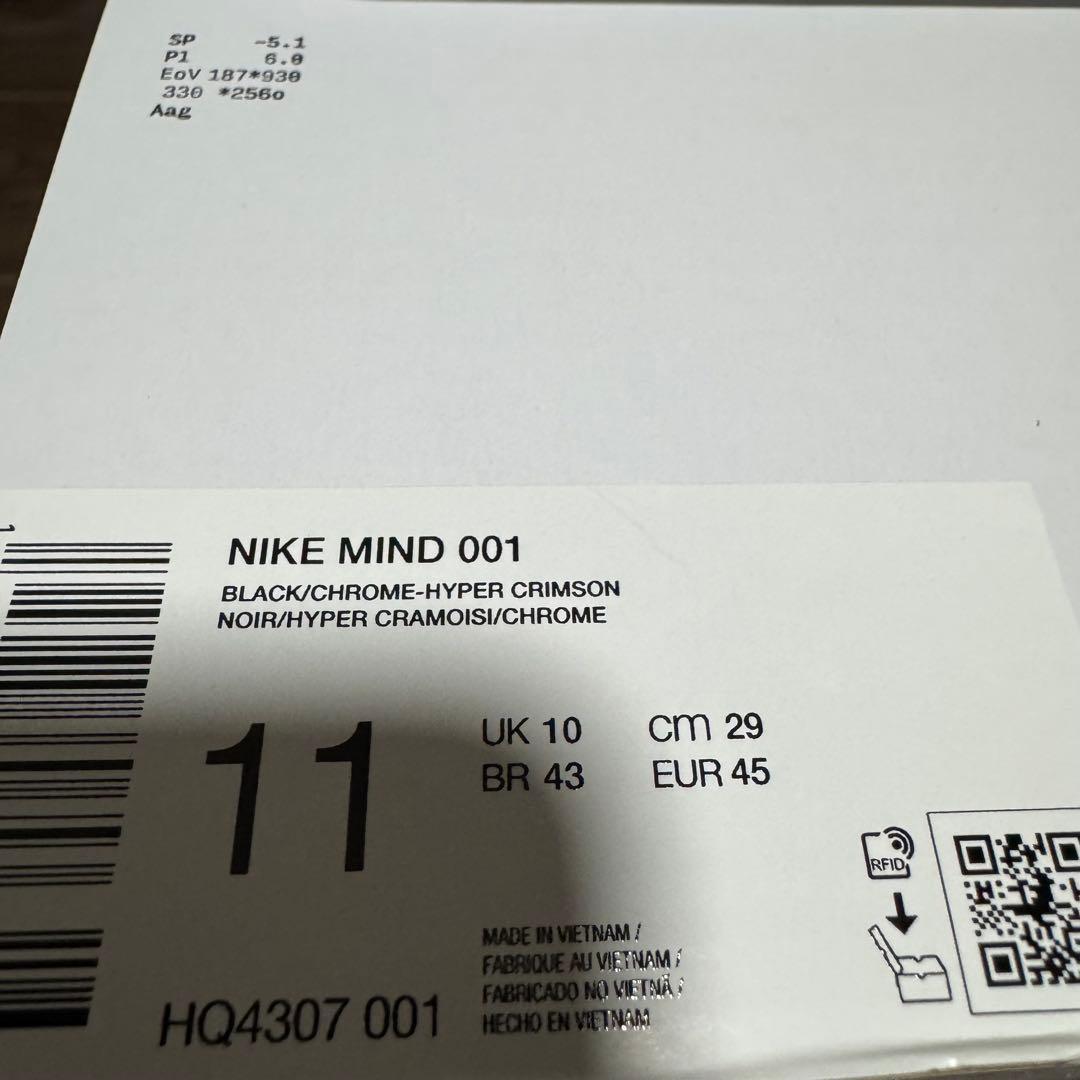 SP -5.1
P1 6.0
EoV 187*930
330 *256o
Aag
1
NIKE MIND 001
BLACK/CHROME-HYPER CRIMSON
NOIR/HYPER CRAMOISI/CHROME
11
UK 10 cm 29
BR 43 EUR 45
RFID
MADE IN VIETNAM /
FABRIQUE AU VIETNAM /
FABRICADO NO VIETNÃ /
HECHO EN VIETNAM
HQ4307 001